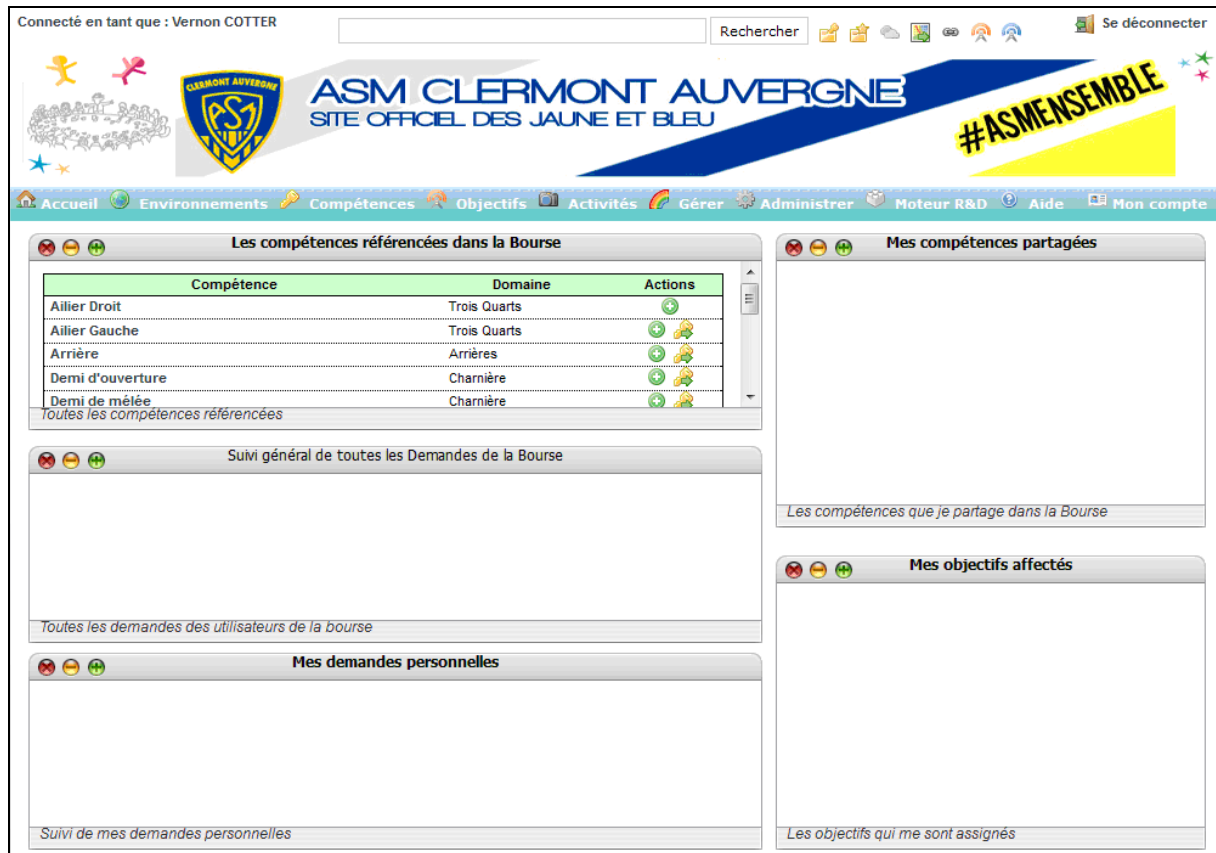 Connecté en tant que : Vernon COTTER
Rechercher
Se déconnecter
CLERMONT AUVERGNE
ASM
ASM CLERMONT AUVERGNE
SITE OFFICIEL DES JAUNE ET BLEU
#ASMENSEMBLE
Accueil Environnements Compétences Objectifs Activités Gérer Administrer Moteur R&D Aide Mon compte
Les compétences référencées dans la Bourse
Compétence Domaine Actions
Ailier Droit Trois Quarts
Ailier Gauche Trois Quarts
Arrière Arrières
Demi d'ouverture Charnière
Demi de mélée Charnière
Toutes les compétences référencées
Suivi général de toutes les Demandes de la Bourse
Toutes les demandes des utilisateurs de la bourse
Mes demandes personnelles
Suivi de mes demandes personnelles
Mes compétences partagées
Les compétences que je partage dans la Bourse
Mes objectifs affectés
Les objectifs qui me sont assignés